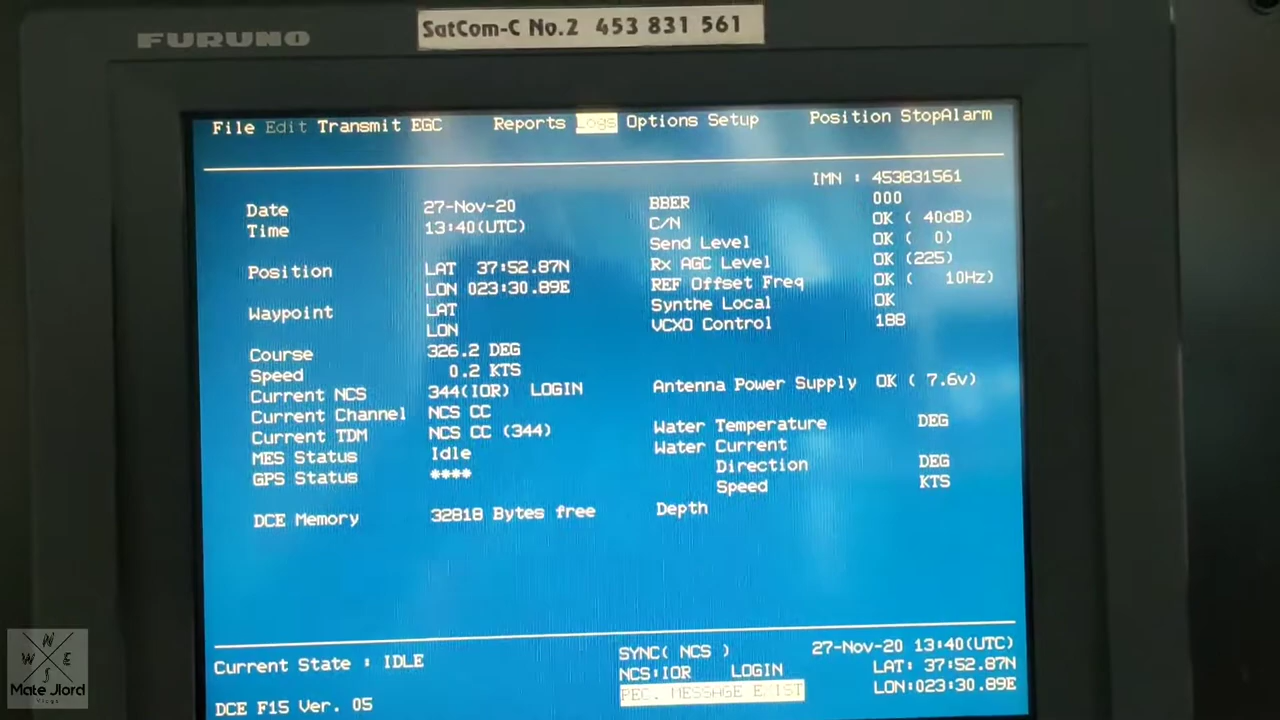 FURUNO
SatCom-C No.2 453 831 561
File Edit Transmit EGC Reports Logs Options Setup Position StopAlarm
IMN : 453831561
Date 27-Nov-20
Time 13:40(UTC)
Position LAT 37:52.87N
LON 023:30.89E
Waypoint LAT
LON
Course 326.2 DEG
Speed 0.2 KTS
Current NCS 344(IOR) LOGIN
Current Channel NCS CC
Current TDM NCS CC (344)
MES Status Idle
GPS Status ****
DCE Memory 32818 Bytes free
BBER 000
C/N OK ( 40dB)
Send Level OK ( 0)
Rx AGC Level OK (225)
REF Offset Freq OK ( 10Hz)
Synthe Local OK
VCXO Control 188
Antenna Power Supply OK ( 7.6v)
Water Temperature DEG
Water Current
Direction DEG
Speed KTS
Depth
Current State : IDLE
DCE F15 Ver. 05
SYNC( NCS )
NCS:IOR LOGIN
MESSAGE
27-Nov-20 13:40(UTC)
LAT: 37:52.87N
LON:023:30.89E
N
W E
S
Mate Jlord
Vlogs